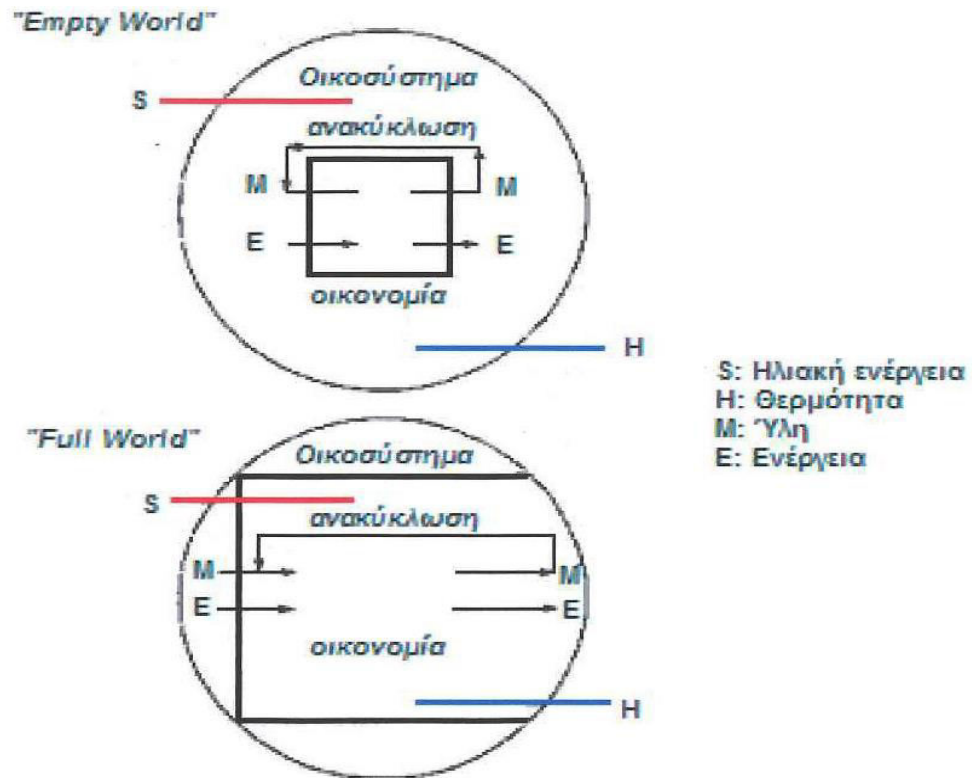 "Empty World"
Οικοσύστημα
S
ανακύκλωση
M M
E E
οικονομία
H
S: Ηλιακή ενέργεια
H: Θερμότητα
M: Ύλη
E: Ενέργεια
"Full World"
Οικοσύστημα
S
ανακύκλωση
M M
E E
οικονομία
H